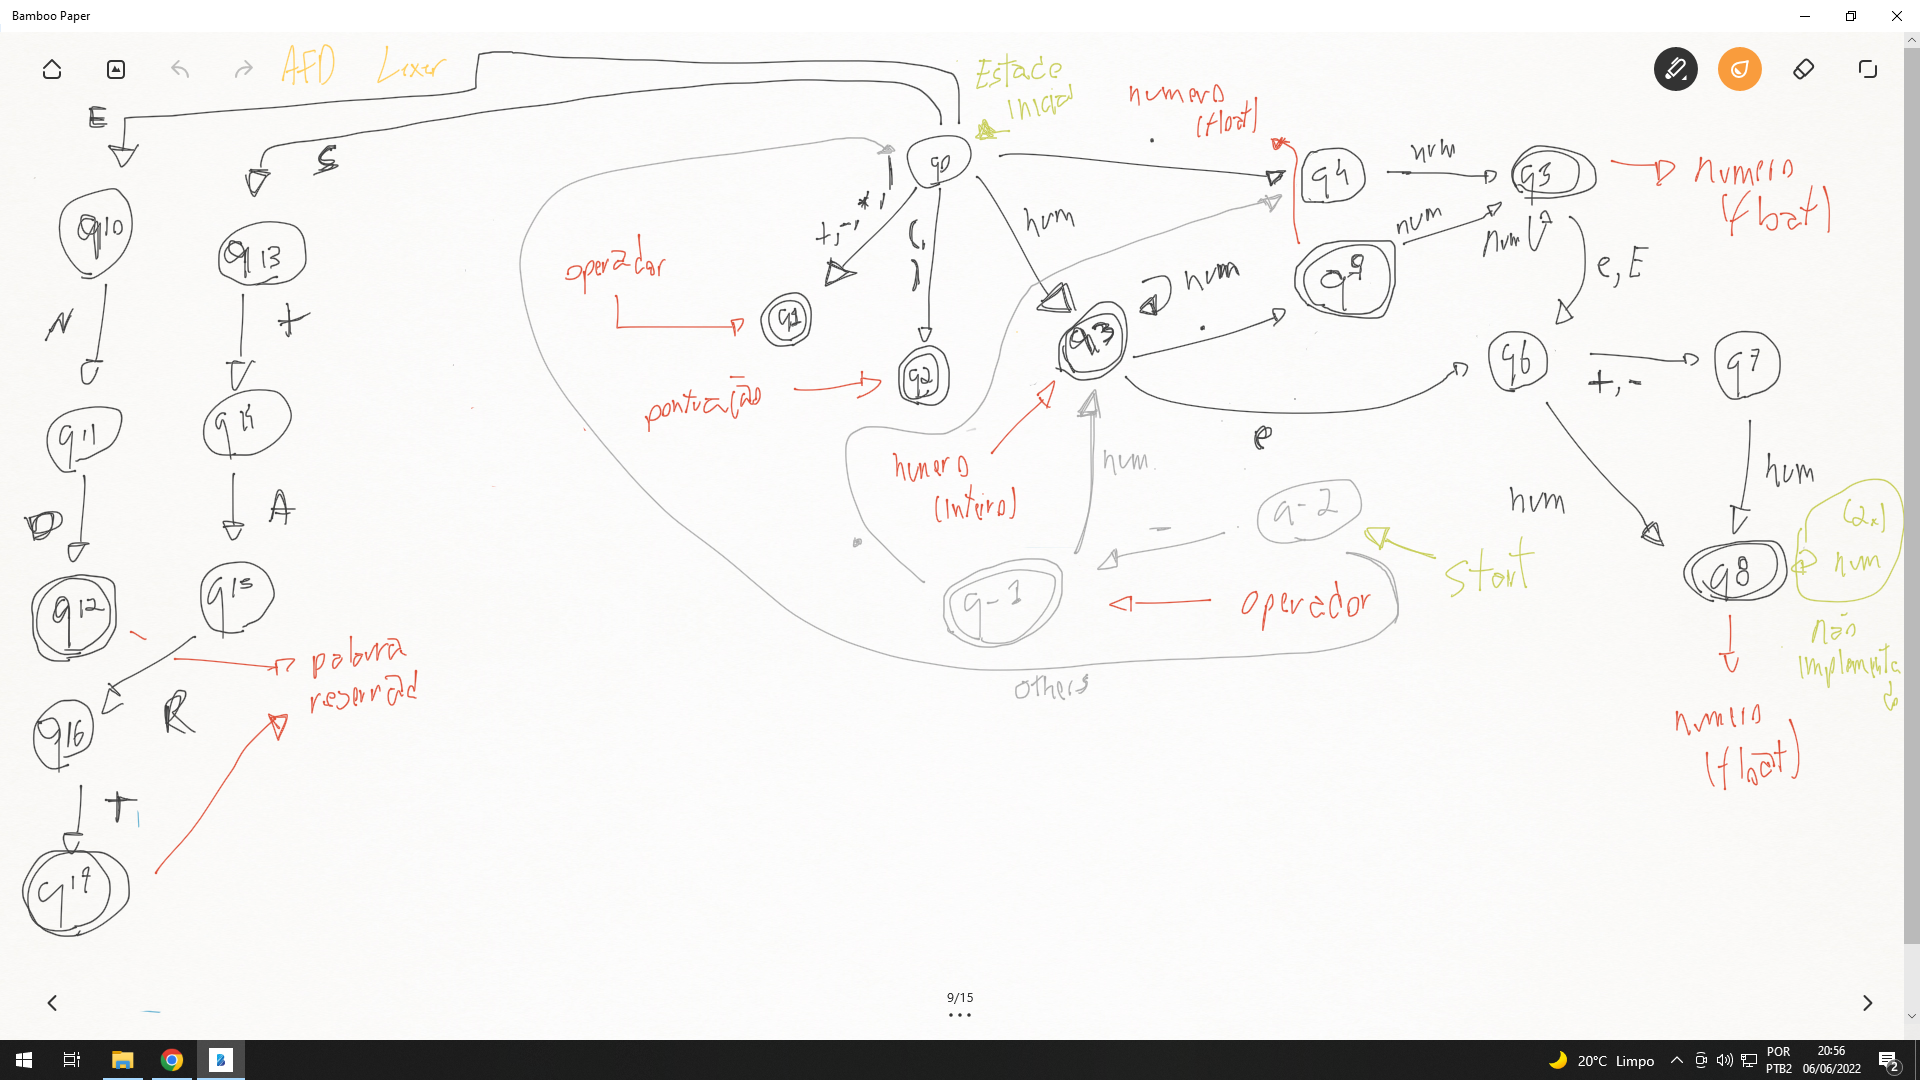 Bamboo Paper
AFD Lexer
Estado
inicial
numero
(float)
E
S
.
q0
q4
num
q5
numero
(float)
q10
q13
+,-,*,/
(,
)
num
num
num
e,E
operador
q1
.
q9
N
t
q3
num
q6
+,-
q7
q11
q14
pontuação
q2
e
numero
(inteiro)
num
q-2
num
num
(2x)
num
D
A
-
start
.
q12
q15
q-1
operador
q8
não
implementado
palavra
reservad
others
q16
R
numero
(float)
T
q17
9/15
20°C Limpo
POR
PTB2
20:56
06/06/2022
2